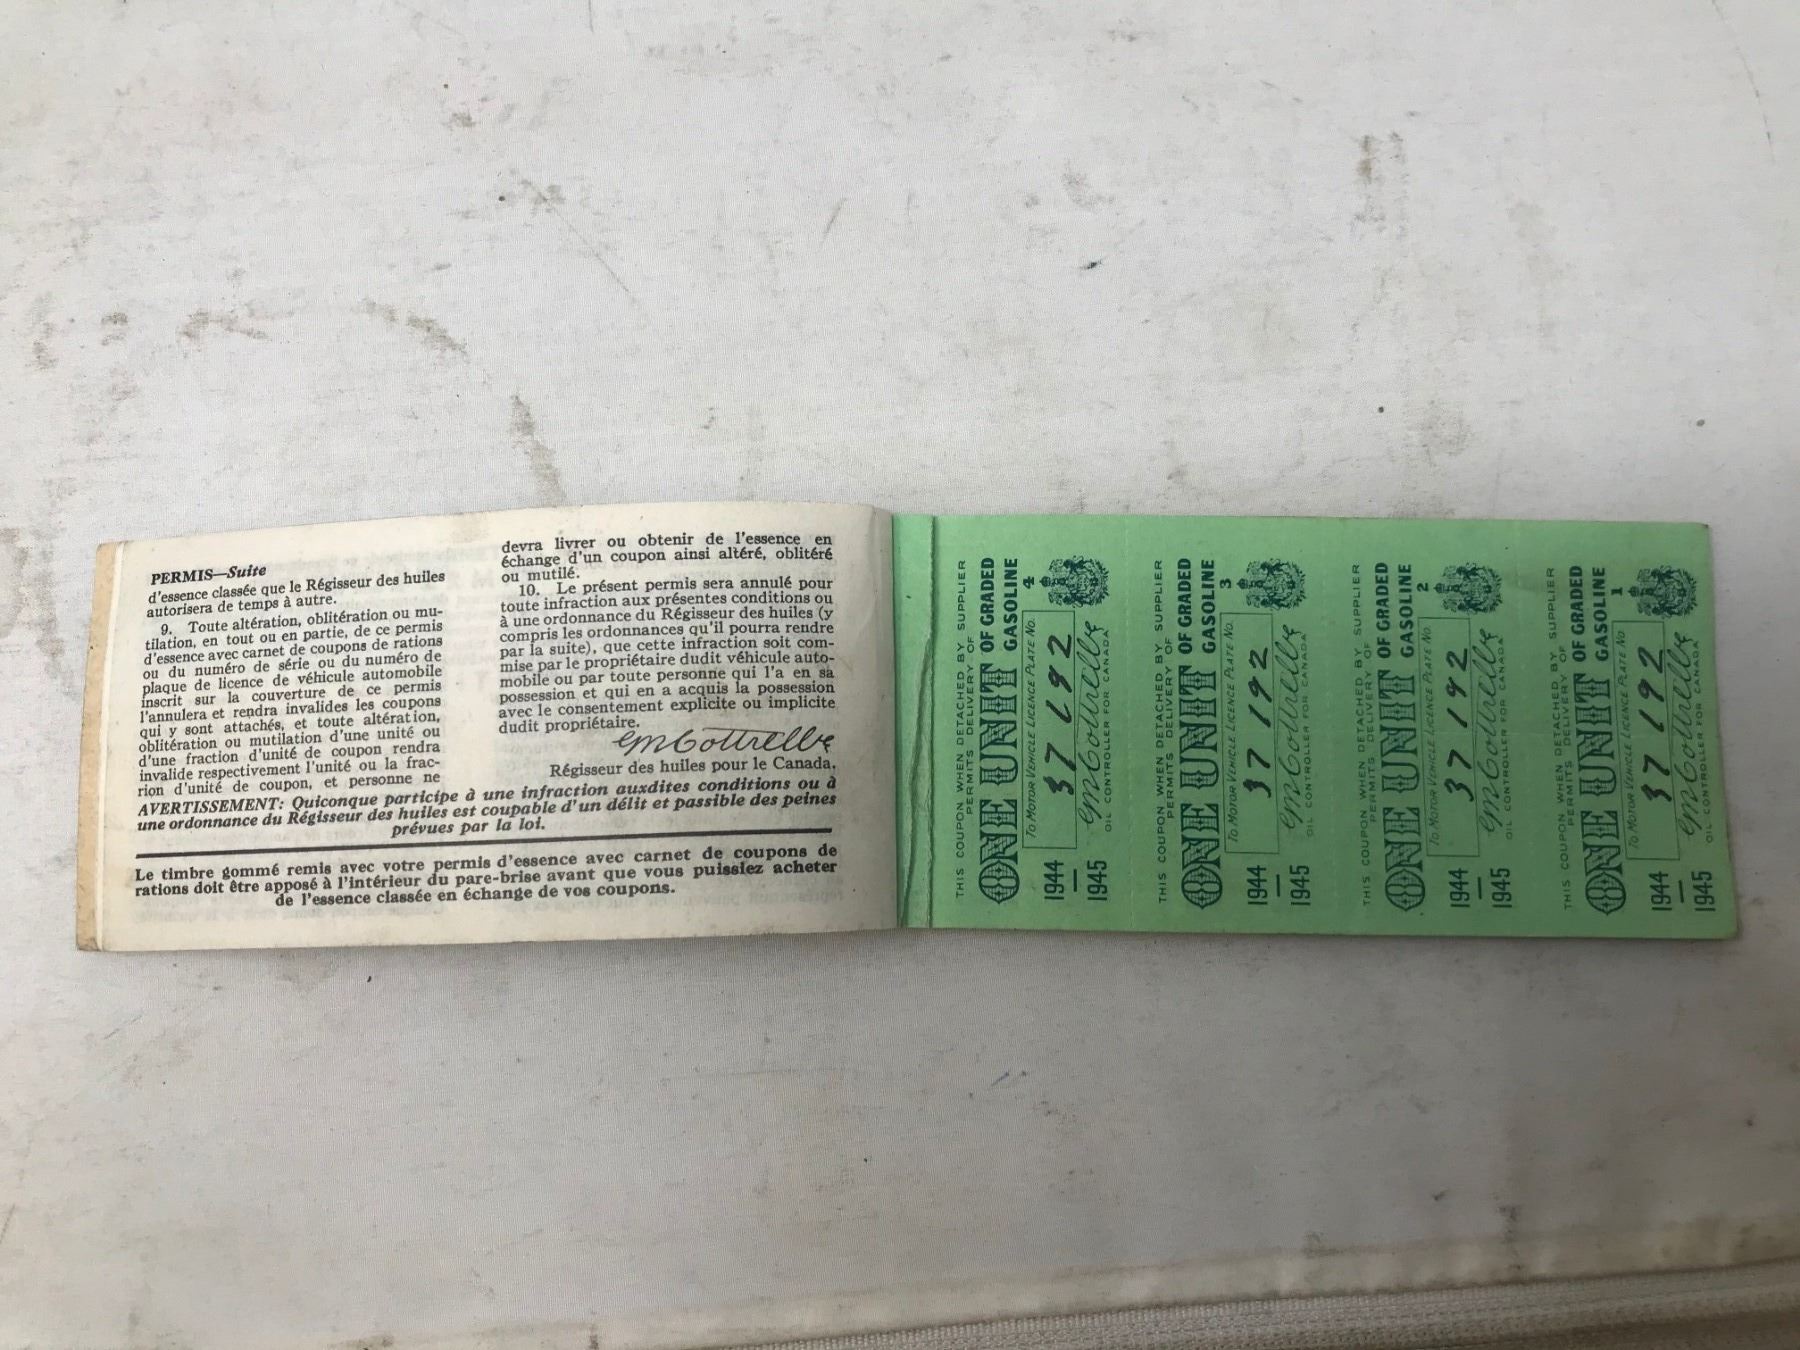 PERMIS—Suite
d'essence classée que le Régisseur des huiles
autorisera de temps à autre.
9. Toute altération, oblitération ou mu-
tilation, en tout ou en partie, de ce permis
d'essence avec carnet de coupons de rations
ou du numéro de série ou du numéro de
plaque de licence de véhicule automobile
inscrit sur la couverture de ce permis
l'annulera et rendra invalides les coupons
qui y sont attachés, et toute altération,
oblitération ou mutilation d'une unité ou
d'une fraction d'unité de coupon rendra
invalide respectivement l'unité ou la frac-
rion d'unité de coupon, et personne ne
devra livrer ou obtenir de l'essence en
échange d'un coupon ainsi altéré, oblitéré
ou mutilé.
10. Le présent permis sera annulé pour
toute infraction aux présentes conditions ou
à une ordonnance du Régisseur des huiles (y
compris les ordonnances qu'il pourra rendre
par la suite), que cette infraction soit com-
mise par le propriétaire dudit véhicule auto-
mobile ou par toute personne qui l'a en sa
possession et qui en a acquis la possession
avec le consentement explicite ou implicite
dudit propriétaire.
GMCottrelle
Régisseur des huiles pour le Canada.
AVERTISSEMENT: Quiconque participe à une infraction auxdites conditions ou à
une ordonnance du Régisseur des huiles est coupable d'un délit et passible des peines
prévues par la loi.
Le timbre gommé remis avec votre permis d'essence avec carnet de coupons de
rations doit être apposé à l'intérieur du pare-brise avant que vous puissiez acheter
de l'essence classée en échange de vos coupons.
THIS COUPON WHEN DETACHED BY SUPPLIER
PERMITS DELIVERY OF
ONE UNIT OF GRADED
GASOLINE
4
1944
—
1945
To MOTOR VEHICLE LICENCE PLATE NO.
37192
GMCottrelle
OIL CONTROLLER FOR CANADA
THIS COUPON WHEN DETACHED BY SUPPLIER
PERMITS DELIVERY OF
ONE UNIT OF GRADED
GASOLINE
3
1944
—
1945
To MOTOR VEHICLE LICENCE PLATE NO.
37192
GMCottrelle
OIL CONTROLLER FOR CANADA
THIS COUPON WHEN DETACHED BY SUPPLIER
PERMITS DELIVERY OF
ONE UNIT OF GRADED
GASOLINE
2
1944
—
1945
To MOTOR VEHICLE LICENCE PLATE NO.
37192
GMCottrelle
OIL CONTROLLER FOR CANADA
THIS COUPON WHEN DETACHED BY SUPPLIER
PERMITS DELIVERY OF
ONE UNIT OF GRADED
GASOLINE
1
1944
—
1945
To MOTOR VEHICLE LICENCE PLATE NO
37192
GMCottrelle
OIL CONTROLLER FOR CANADA